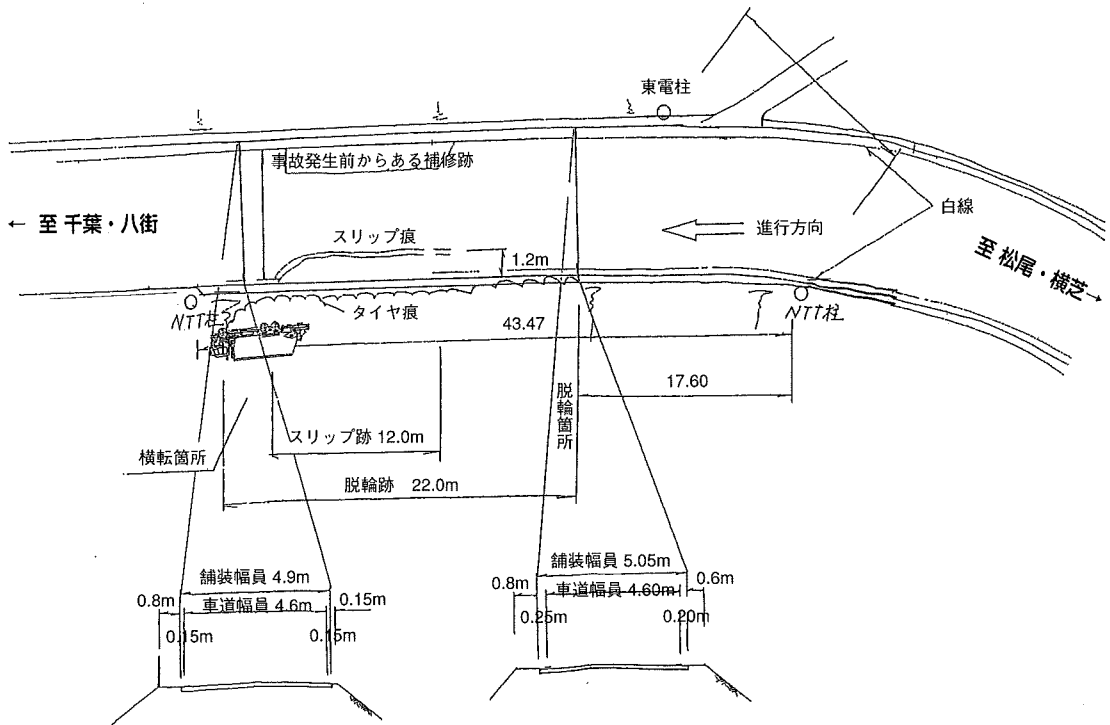 東電柱
事故発生前からある補修跡
← 至 千葉・八街
進行方向
白線
至 松尾・横芝→
スリップ痕
1.2m
NTT柱
タイヤ痕
NTT柱
43.47
17.60
脱輪箇所
スリップ跡 12.0m
横転箇所
脱輪跡 22.0m
舗装幅員 4.9m
0.8m
車道幅員 4.6m
0.15m
0.15m
0.15m
舗装幅員 5.05m
0.8m
車道幅員 4.60m
0.6m
0.25m
0.20m